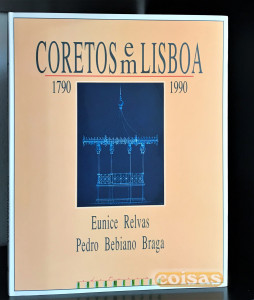 CORETOS em LISBOA
1790 1990
Eunice Relvas
Pedro Bebiano Braga
coisas